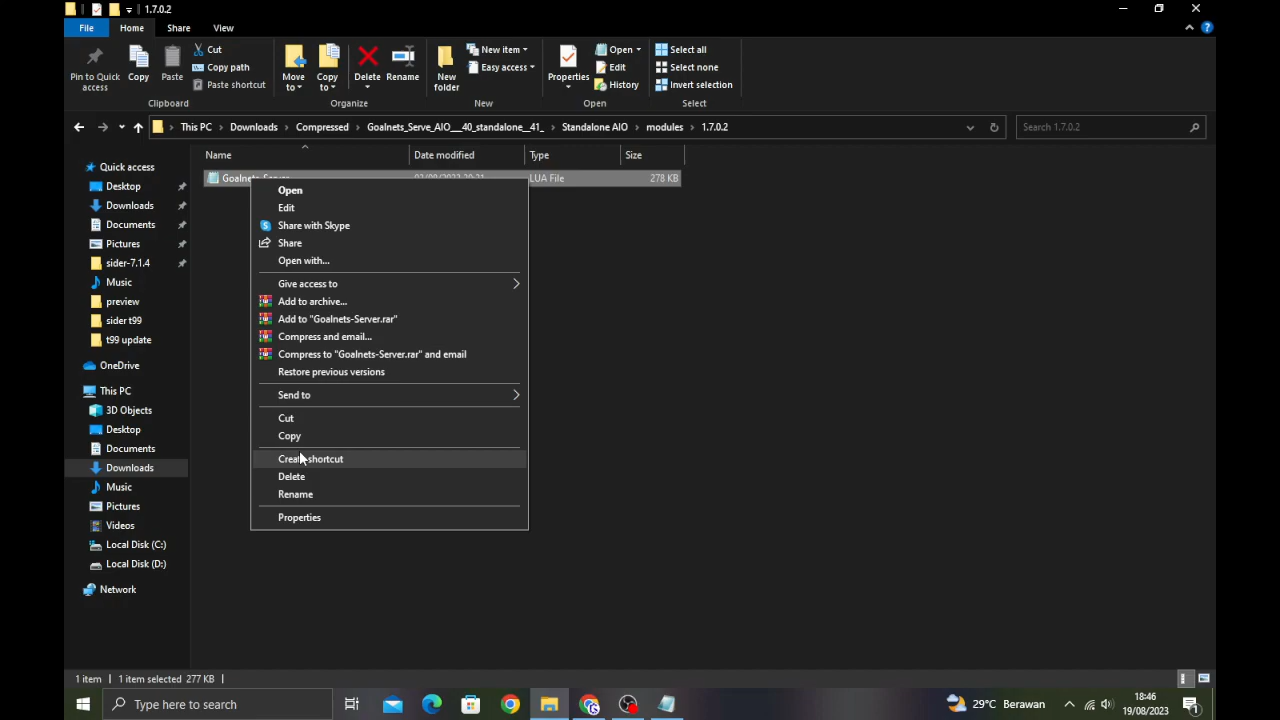 1.7.0.2
File
Home
Share
View
Pin to Quick access
Copy
Paste
Cut
Copy path
Paste shortcut
Move to
Copy to
Delete
Rename
New folder
New item
Easy access
Properties
Open
Edit
History
Select all
Select none
Invert selection
Clipboard
Organize
New
Open
Select
This PC
Downloads
Compressed
Goalnets_Serve_AIO___40_standalone__41_
Standalone AIO
modules
1.7.0.2
Search 1.7.0.2
Name
Date modified
Type
Size
LUA File
278 KB
Quick access
Desktop
Downloads
Documents
Pictures
sider-7.1.4
Music
preview
sider t99
t99 update
OneDrive
This PC
3D Objects
Desktop
Documents
Downloads
Music
Pictures
Videos
Local Disk (C:)
Local Disk (D:)
Network
Open
Edit
Share with Skype
Share
Open with...
Give access to
Add to archive...
Add to "Goalnets-Server.rar"
Compress and email...
Compress to "Goalnets-Server.rar" and email
Restore previous versions
Send to
Cut
Copy
Create shortcut
Delete
Rename
Properties
1 item
1 item selected 277 KB
Type here to search
29°C Berawan
18:46
19/08/2023
1